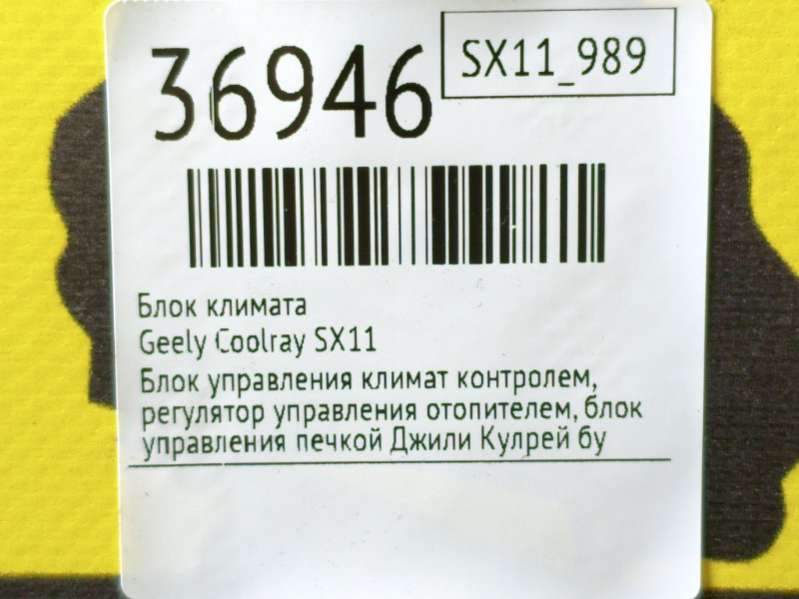 36946
SX11_989
Блок климата
Geely Coolray SX11
Блок управления климат контролем,
регулятор управления отопителем, блок
управления печкой Джили Кулрей бу